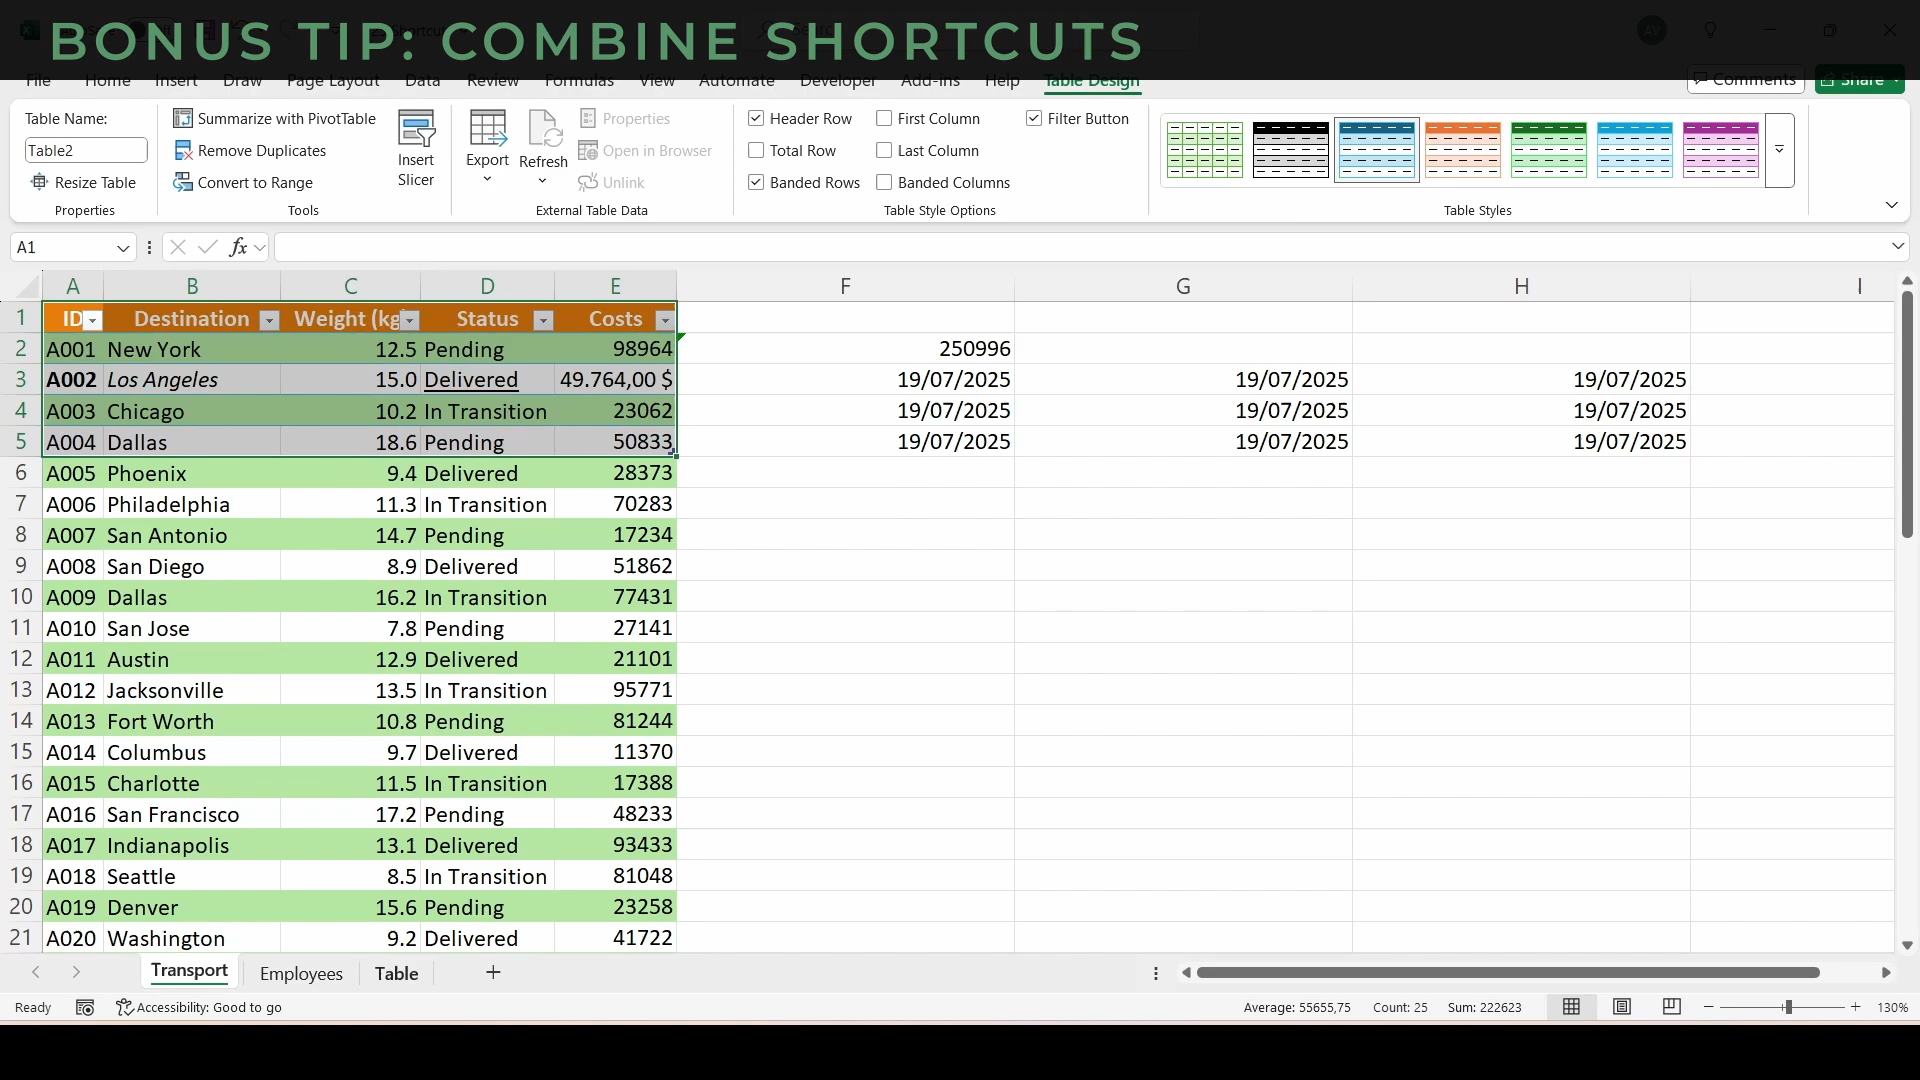 BONUS TIP: COMBINE SHORTCUTS
File Home Insert Draw Page Layout Data Review Formulas View Automate Developer Add-Ins Help Table Design Comments Share
Table Name:
Table2
Resize Table
Properties
Summarize with PivotTable
Remove Duplicates
Convert to Range
Tools
Insert
Slicer
Export
Refresh
Properties
Open in Browser
Unlink
External Table Data
Header Row First Column Filter Button
Total Row Last Column
Banded Rows Banded Columns
Table Style Options
Table Styles
A1 fx
A B C D E F G H I
1 ID Destination Weight (kg Status Costs
2 A001 New York 12.5 Pending 98964 250996
3 A002 Los Angeles 15.0 Delivered 49.764,00 $ 19/07/2025 19/07/2025 19/07/2025
4 A003 Chicago 10.2 In Transition 23062 19/07/2025 19/07/2025 19/07/2025
5 A004 Dallas 18.6 Pending 50833 19/07/2025 19/07/2025 19/07/2025
6 A005 Phoenix 9.4 Delivered 28373
7 A006 Philadelphia 11.3 In Transition 70283
8 A007 San Antonio 14.7 Pending 17234
9 A008 San Diego 8.9 Delivered 51862
10 A009 Dallas 16.2 In Transition 77431
11 A010 San Jose 7.8 Pending 27141
12 A011 Austin 12.9 Delivered 21101
13 A012 Jacksonville 13.5 In Transition 95771
14 A013 Fort Worth 10.8 Pending 81244
15 A014 Columbus 9.7 Delivered 11370
16 A015 Charlotte 11.5 In Transition 17388
17 A016 San Francisco 17.2 Pending 48233
18 A017 Indianapolis 13.1 Delivered 93433
19 A018 Seattle 8.5 In Transition 81048
20 A019 Denver 15.6 Pending 23258
21 A020 Washington 9.2 Delivered 41722
Transport Employees Table
Ready Accessibility: Good to go Average: 55655,75 Count: 25 Sum: 222623 130%